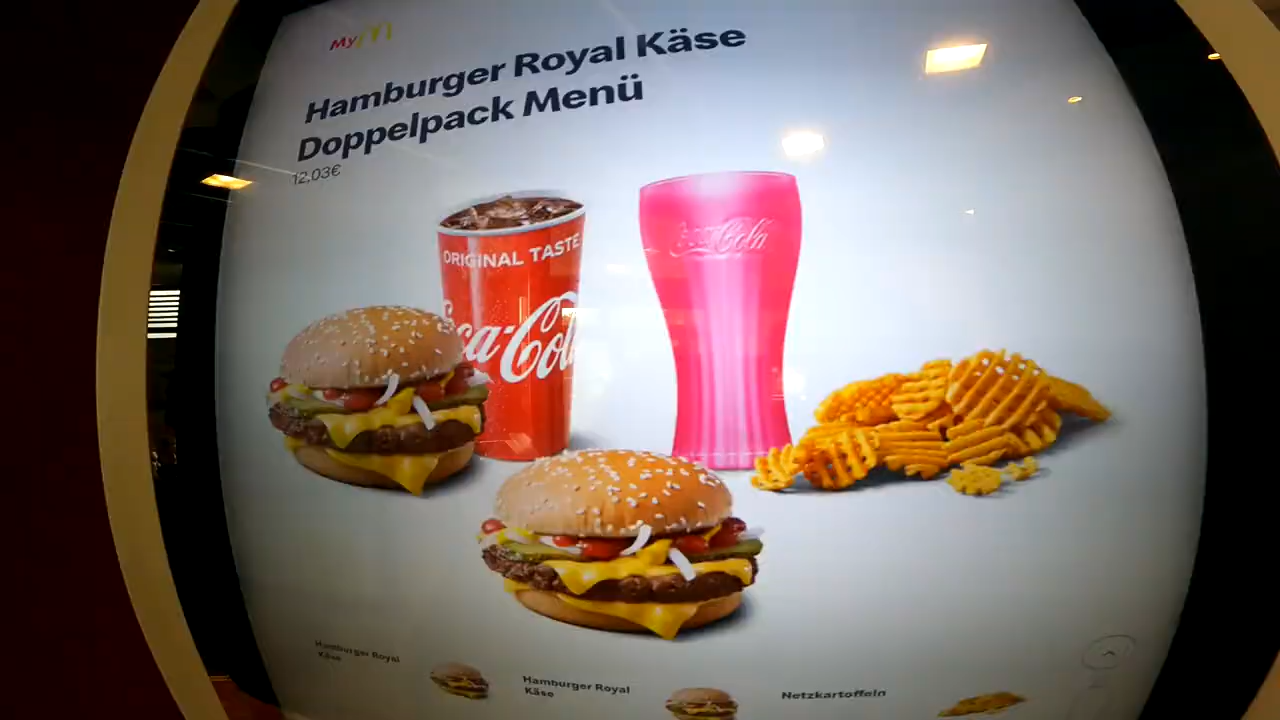 My
Hamburger Royal Käse
Doppelpack Menü
12,03€
ORIGINAL TASTE
Coca-Cola
Coca-Cola
Hamburger Royal
Käse
Hamburger Royal
Käse
Netzkartoffeln